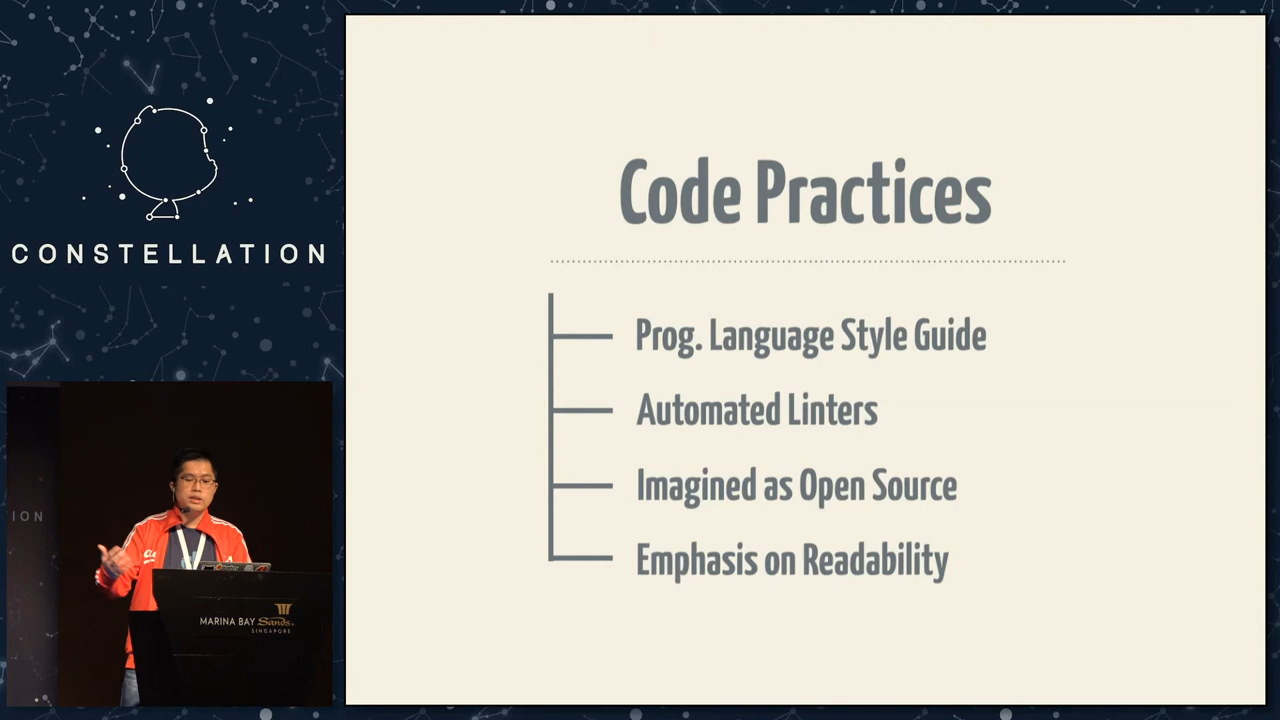 CONSTELLATION
Code Practices
Prog. Language Style Guide
Automated Linters
Imagined as Open Source
Emphasis on Readability
ION
MARINA BAY Sands.
SINGAPORE